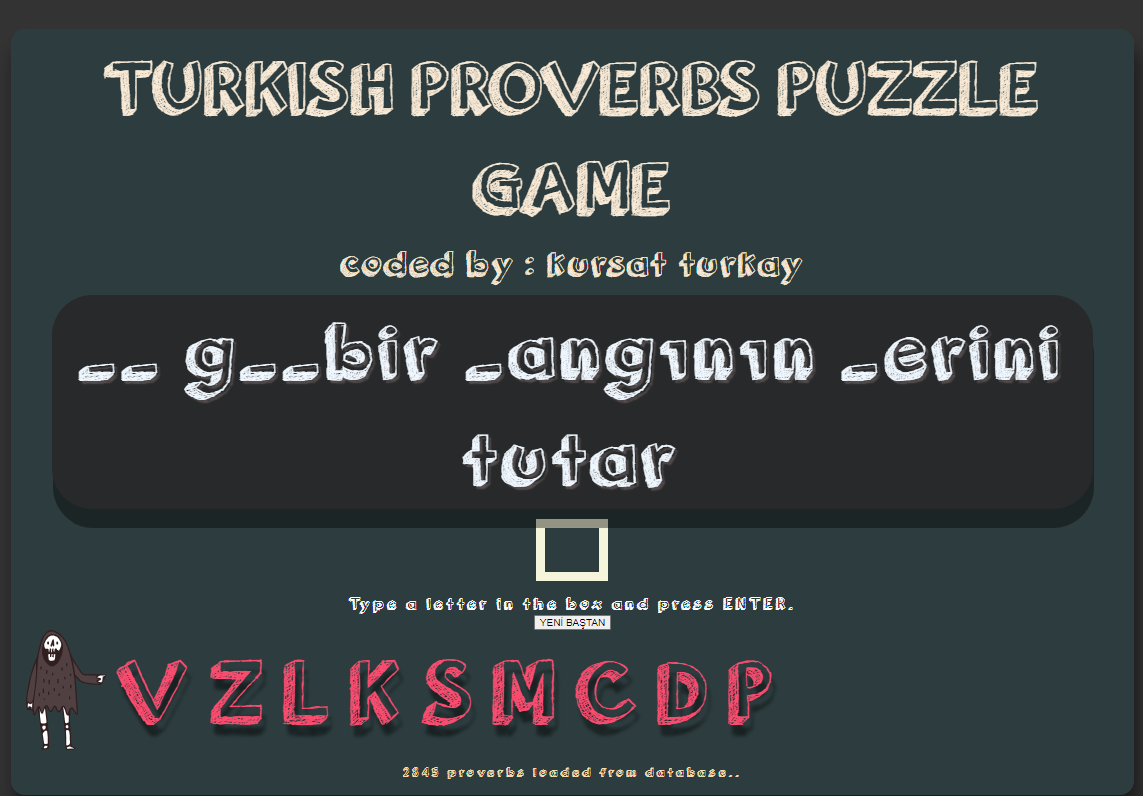 TURKISH PROVERBS PUZZLE
GAME
coded by : kursat turkay
__ g__bir _angının _erini
tutar
Type a letter in the box and press ENTER.
YENİ BAŞTAN
V Z L K S M C D P
2345 proverbs loaded from database..